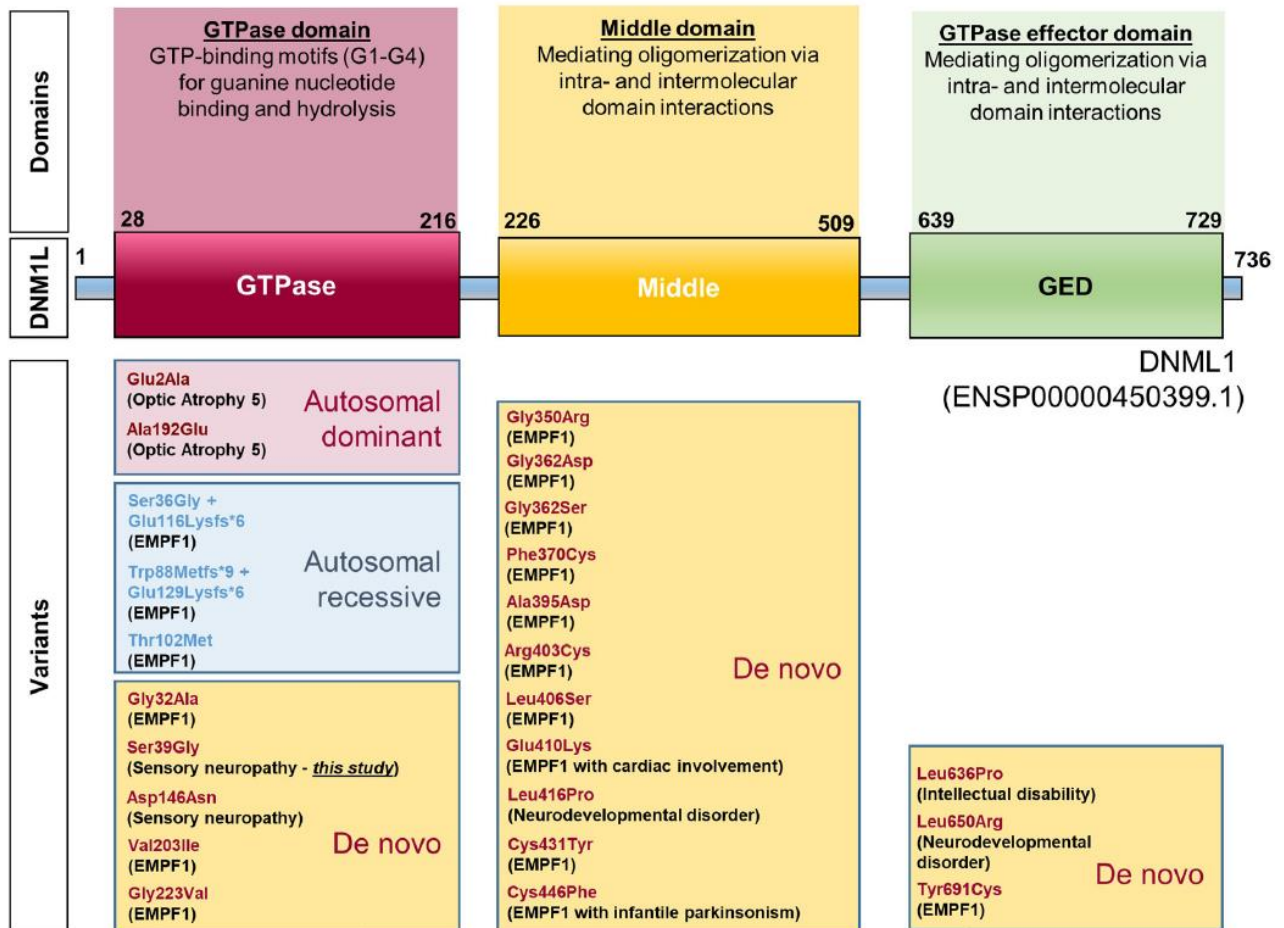 Domains
GTPase domain
GTP-binding motifs (G1-G4)
for guanine nucleotide
binding and hydrolysis
28
216
Middle domain
Mediating oligomerization via
intra- and intermolecular
domain interactions
226
509
GTPase effector domain
Mediating oligomerization via
intra- and intermolecular
domain interactions
639
729
DNM1L
1
GTPase
Middle
GED
736
DNML1
(ENSP00000450399.1)
Variants
Glu2Ala
(Optic Atrophy 5)
Ala192Glu
(Optic Atrophy 5)
Autosomal
dominant
Ser36Gly +
Glu116Lysfs*6
(EMPF1)
Trp88Metfs*9 +
Glu129Lysfs*6
(EMPF1)
Thr102Met
(EMPF1)
Autosomal
recessive
Gly32Ala
(EMPF1)
Ser39Gly
(Sensory neuropathy - this study)
Asp146Asn
(Sensory neuropathy)
Val203Ile
(EMPF1)
Gly223Val
(EMPF1)
De novo
Gly350Arg
(EMPF1)
Gly362Asp
(EMPF1)
Gly362Ser
(EMPF1)
Phe370Cys
(EMPF1)
Ala395Asp
(EMPF1)
Arg403Cys
(EMPF1)
Leu406Ser
(EMPF1)
Glu410Lys
(EMPF1 with cardiac involvement)
Leu416Pro
(Neurodevelopmental disorder)
Cys431Tyr
(EMPF1)
Cys446Phe
(EMPF1 with infantile parkinsonism)
De novo
Leu636Pro
(Intellectual disability)
Leu650Arg
(Neurodevelopmental
disorder)
Tyr691Cys
(EMPF1)
De novo